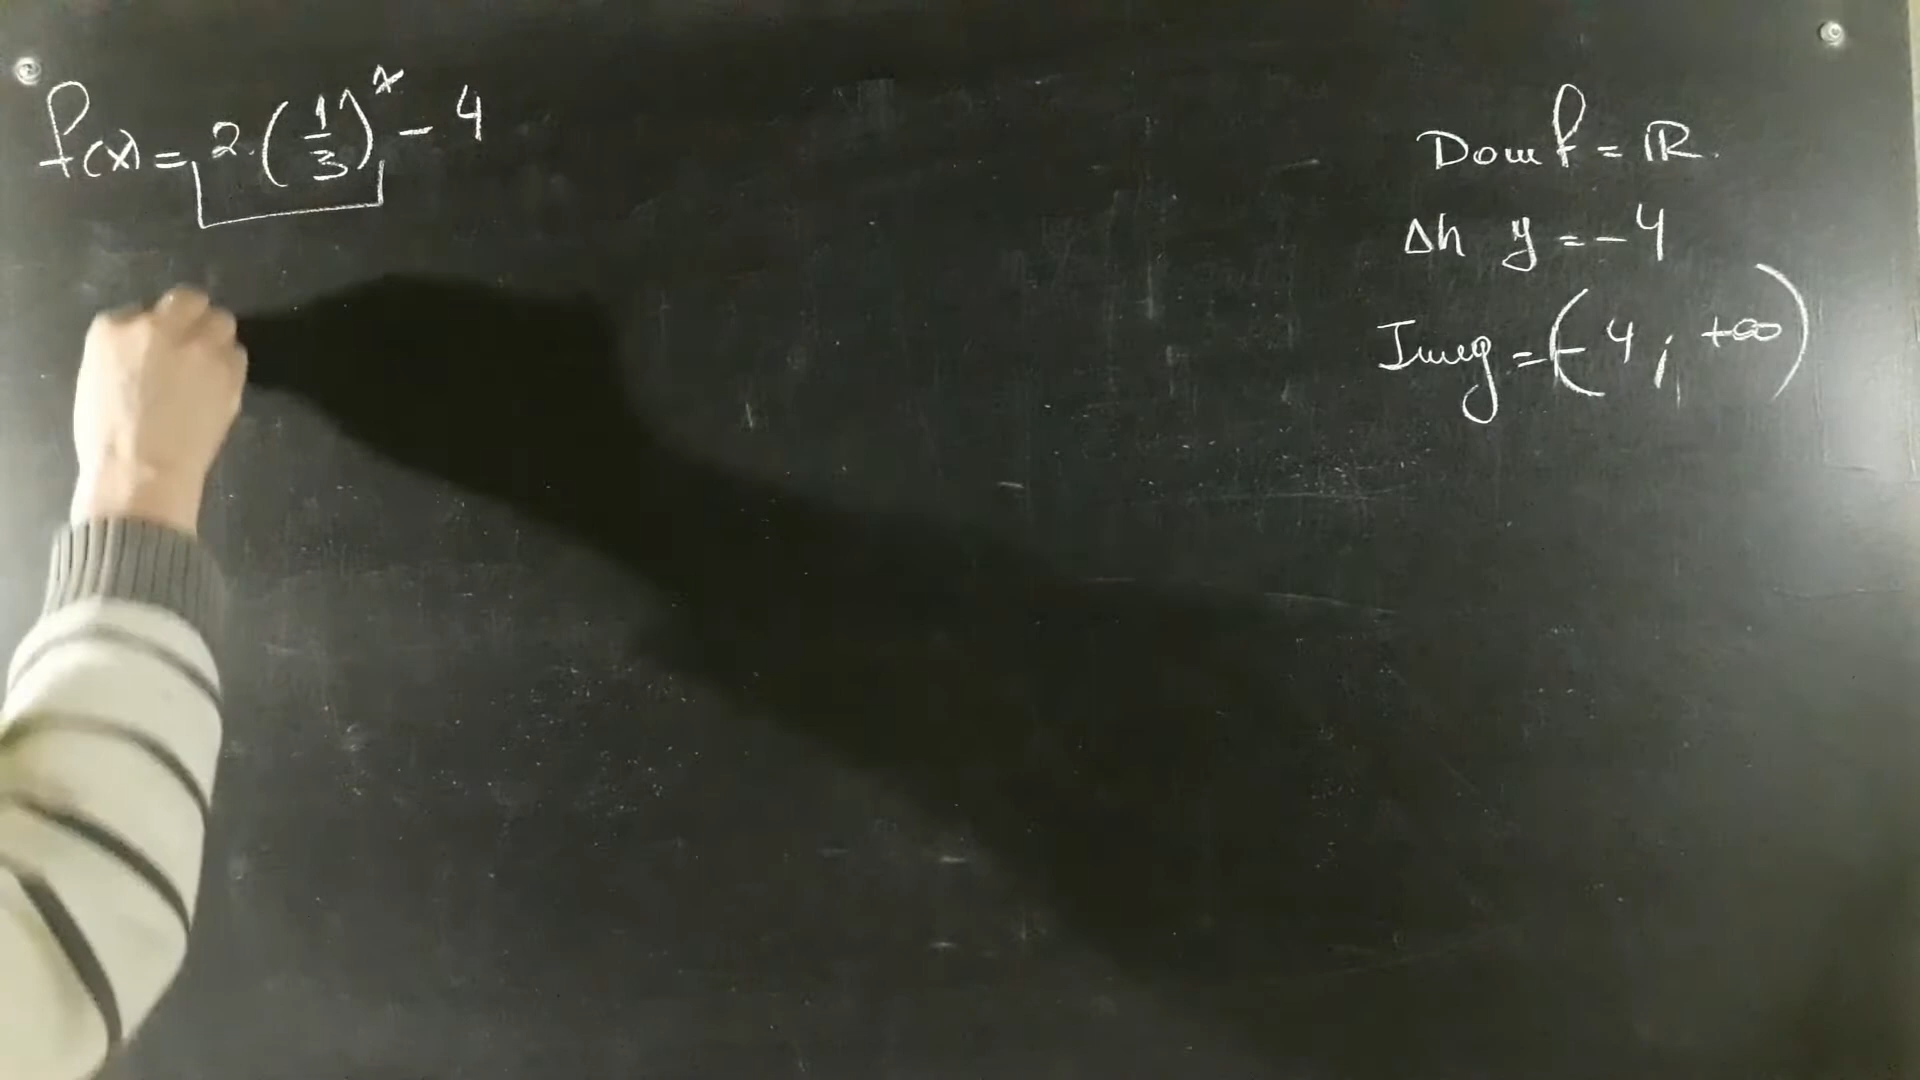 f(x) = 2.(1/3)^x - 4
Dom f = ℝ.
Ah y = -4
Img = (-4; +∞)